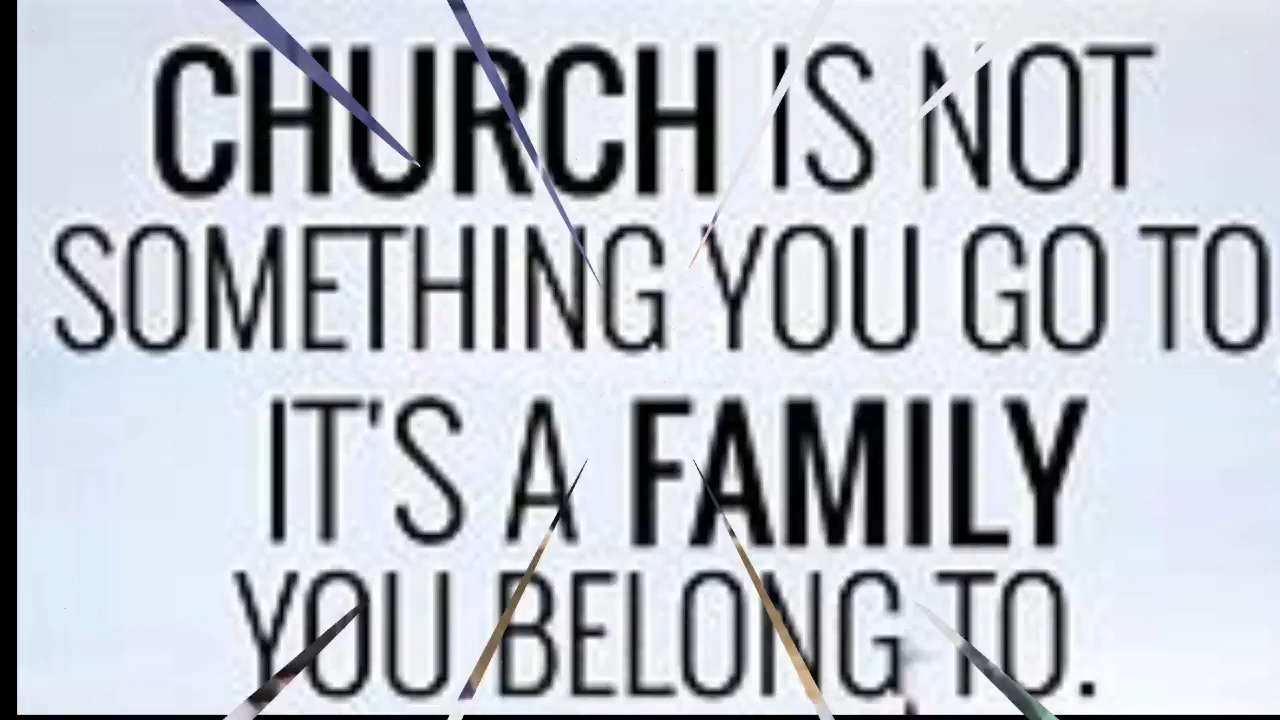 CHURCH IS NOT
SOMETHING YOU GO TO
IT'S A FAMILY
YOU BELONG TO.